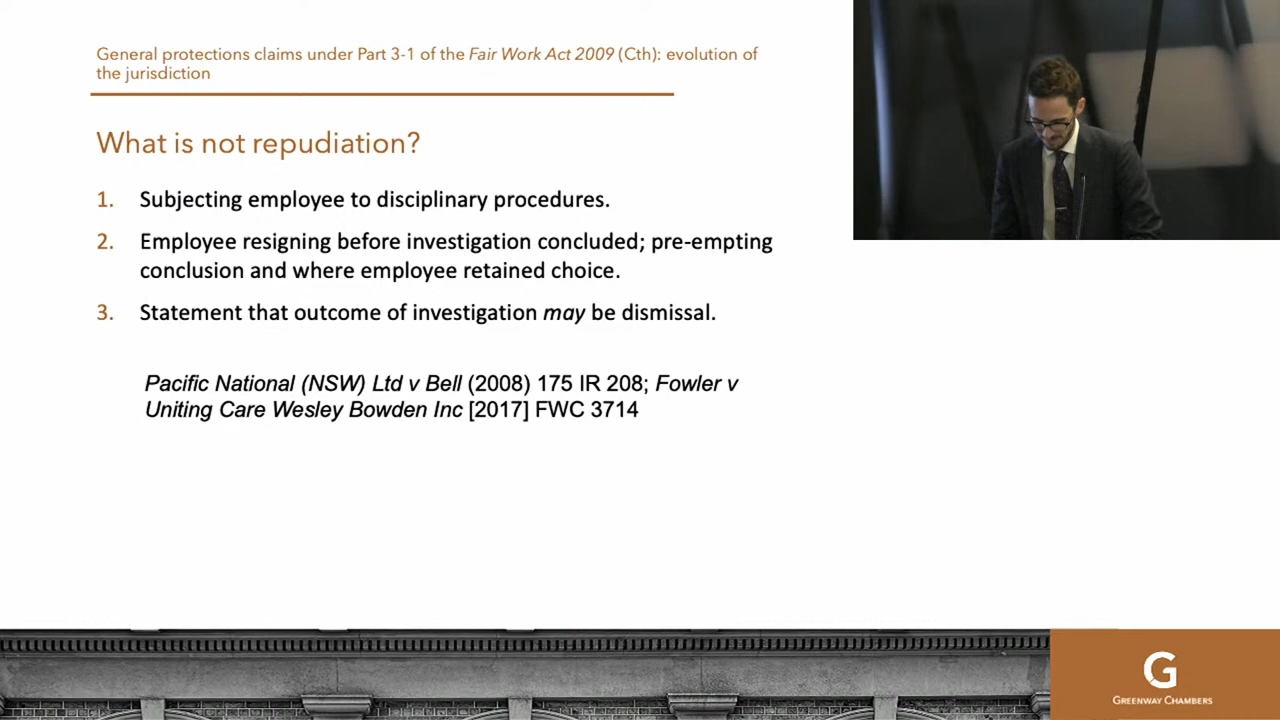 General protections claims under Part 3-1 of the Fair Work Act 2009 (Cth): evolution of
the jurisdiction
What is not repudiation?
1. Subjecting employee to disciplinary procedures.
2. Employee resigning before investigation concluded; pre-empting
conclusion and where employee retained choice.
3. Statement that outcome of investigation may be dismissal.
Pacific National (NSW) Ltd v Bell (2008) 175 IR 208; Fowler v
Uniting Care Wesley Bowden Inc [2017] FWC 3714
G
GREENWAY CHAMBERS